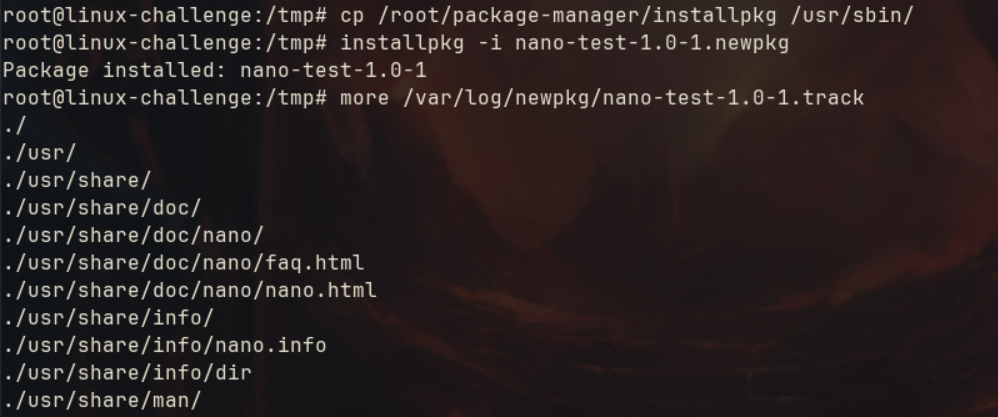 root@linux-challenge:/tmp# cp /root/package-manager/installpkg /usr/sbin/
root@linux-challenge:/tmp# installpkg -i nano-test-1.0-1.newpkg
Package installed: nano-test-1.0-1
root@linux-challenge:/tmp# more /var/log/newpkg/nano-test-1.0-1.track
./
./usr/
./usr/share/
./usr/share/doc/
./usr/share/doc/nano/
./usr/share/doc/nano/faq.html
./usr/share/doc/nano/nano.html
./usr/share/info/
./usr/share/info/nano.info
./usr/share/info/dir
./usr/share/man/